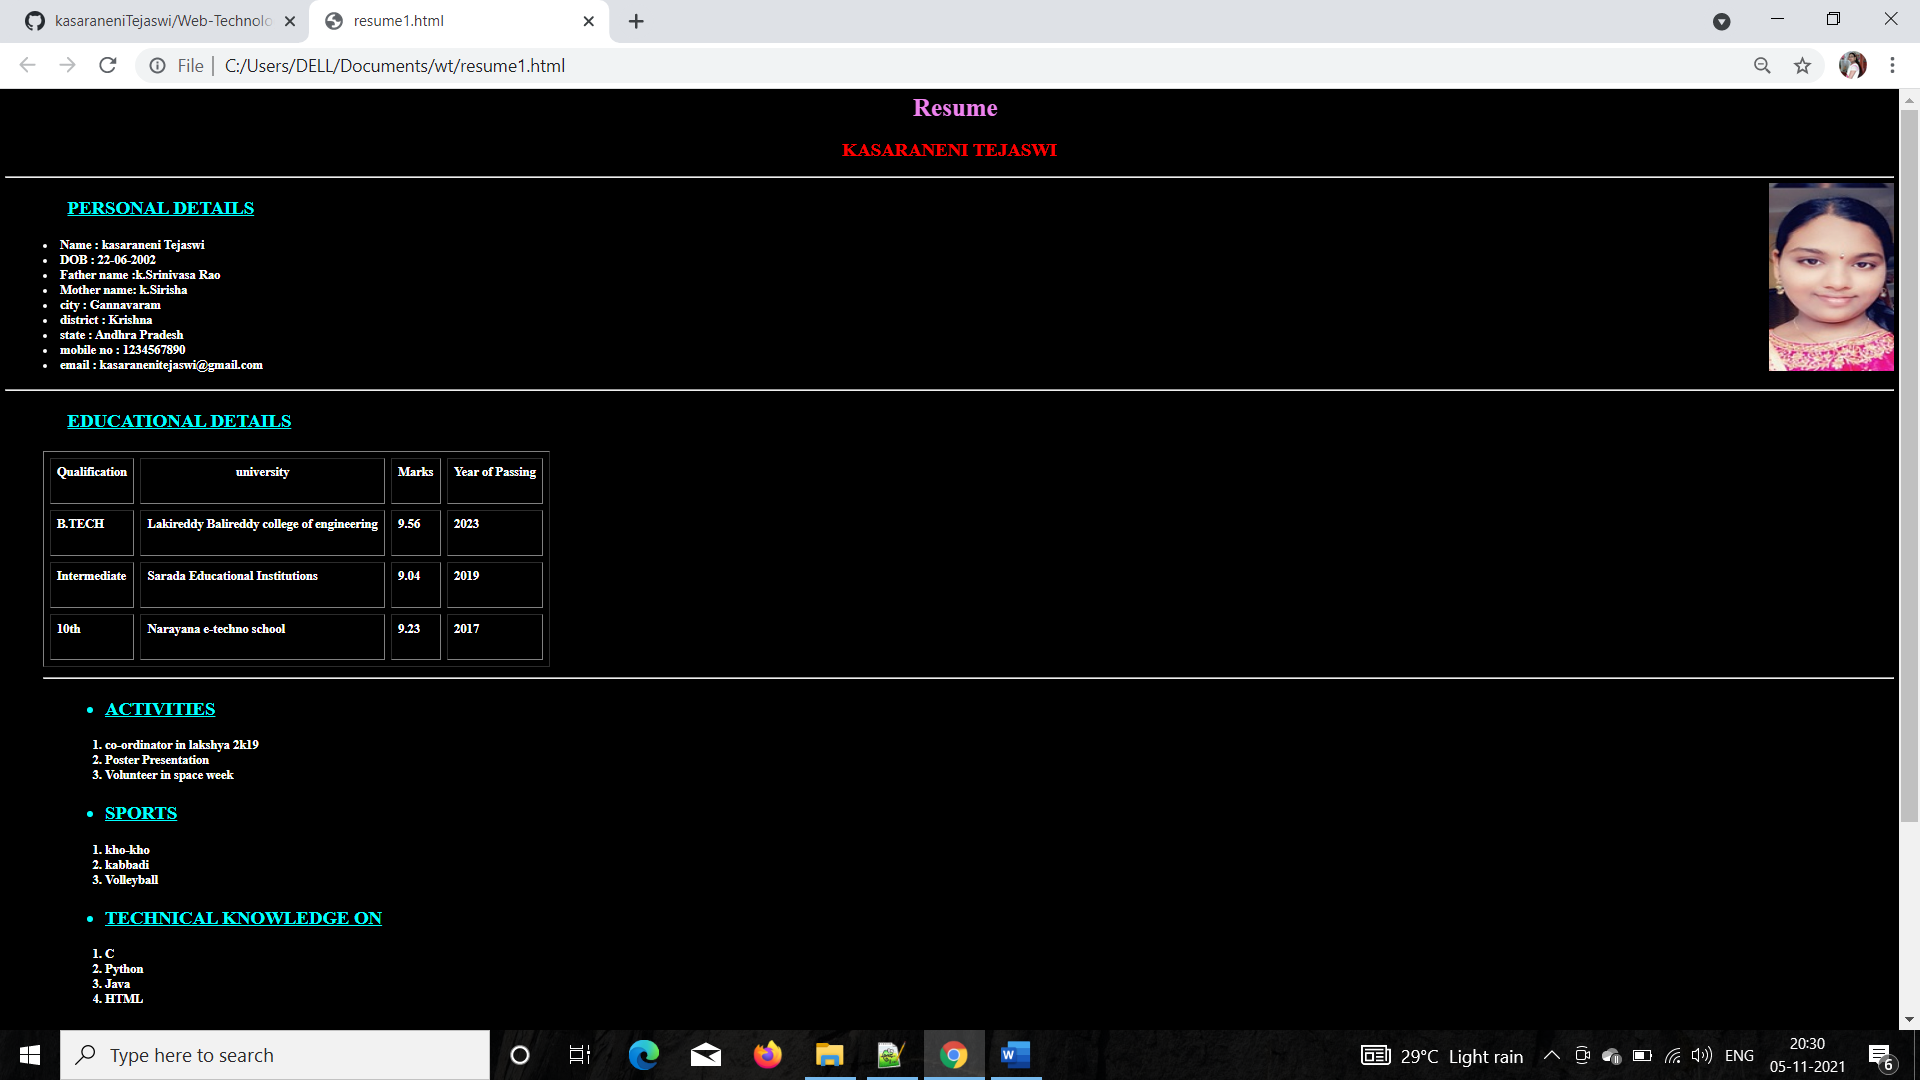 kasaraneniTejaswi/Web-Technolo
resume1.html
File
C:/Users/DELL/Documents/wt/resume1.html
Resume
KASARANENI TEJASWI
PERSONAL DETAILS
• Name : kasaraneni Tejaswi
• DOB : 22-06-2002
• Father name :k.Srinivasa Rao
• Mother name: k.Sirisha
• city : Gannavaram
• district : Krishna
• state : Andhra Pradesh
• mobile no : 1234567890
• email : kasaranenitejaswi@gmail.com
EDUCATIONAL DETAILS
Qualification university Marks Year of Passing
B.TECH Lakireddy Balireddy college of engineering 9.56 2023
Intermediate Sarada Educational Institutions 9.04 2019
10th Narayana e-techno school 9.23 2017
• ACTIVITIES
1. co-ordinator in lakshya 2k19
2. Poster Presentation
3. Volunteer in space week
• SPORTS
1. kho-kho
2. kabbadi
3. Volleyball
• TECHNICAL KNOWLEDGE ON
1. C
2. Python
3. Java
4. HTML
Type here to search
29°C Light rain
ENG
20:30
05-11-2021
6